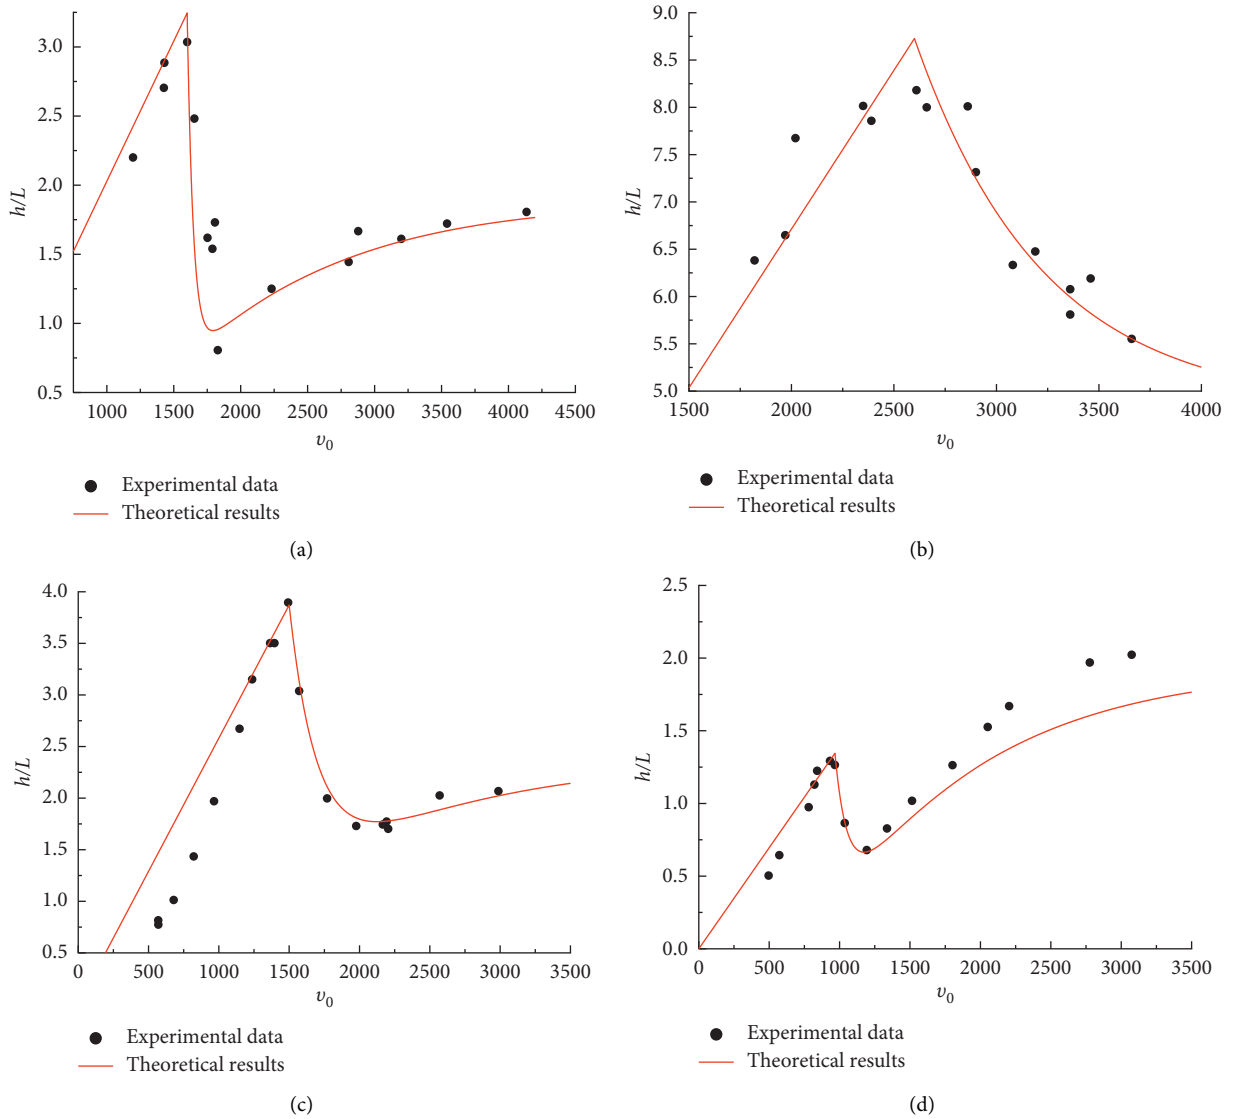 3.0
2.5
2.0
1.5
1.0
0.5
h/L
1000 1500 2000 2500 3000 3500 4000 4500
υ0
Experimental data
Theoretical results
(a)
9.0
8.5
8.0
7.5
7.0
6.5
6.0
5.5
5.0
h/L
1500 2000 2500 3000 3500 4000
υ0
Experimental data
Theoretical results
(b)
4.0
3.5
3.0
2.5
2.0
1.5
1.0
0.5
h/L
0 500 1000 1500 2000 2500 3000 3500
υ0
Experimental data
Theoretical results
(c)
2.5
2.0
1.5
1.0
0.5
0.0
h/L
0 500 1000 1500 2000 2500 3000 3500
υ0
Experimental data
Theoretical results
(d)